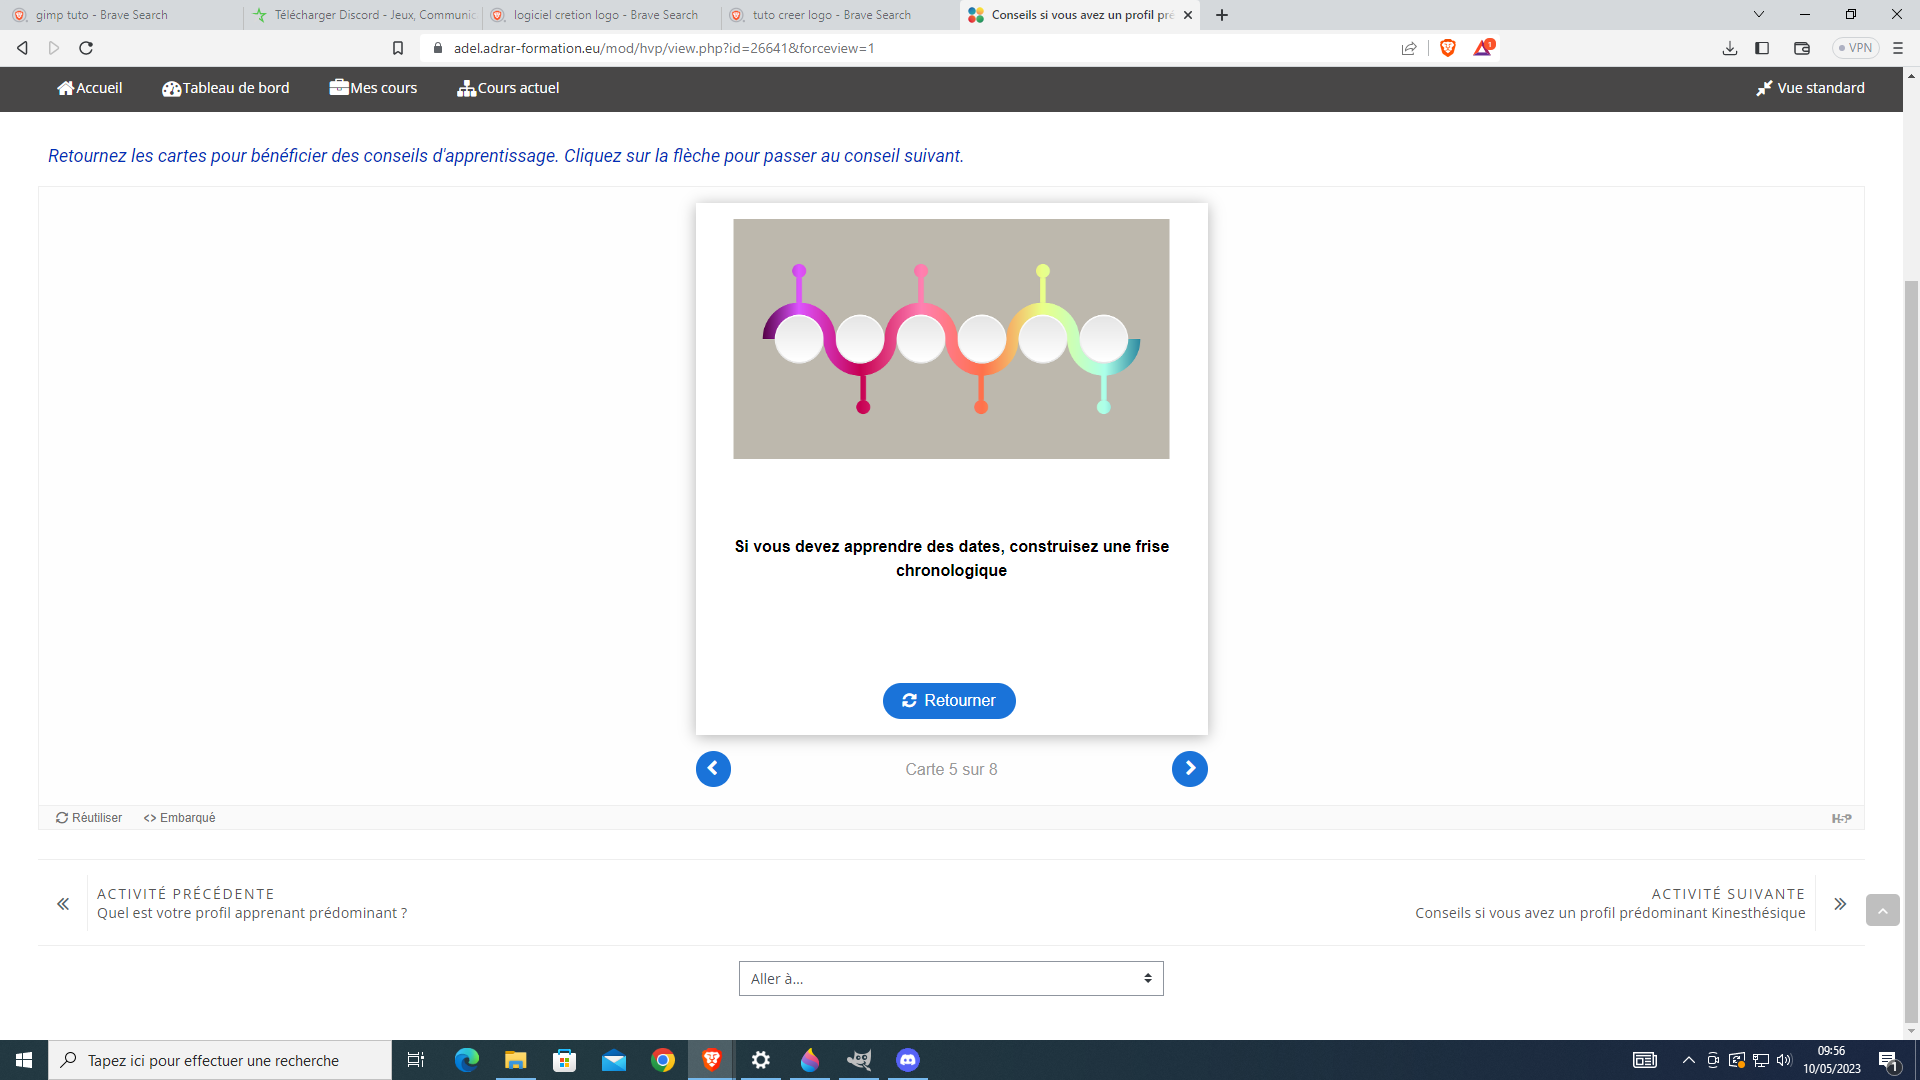 gimp tuto - Brave Search
Télécharger Discord - Jeux, Communic
logiciel cretion logo - Brave Search
tuto creer logo - Brave Search
Conseils si vous avez un profil pré
adel.adrar-formation.eu/mod/hvp/view.php?id=26641&forceview=1
1
VPN
Accueil
Tableau de bord
Mes cours
Cours actuel
Vue standard
Retournez les cartes pour bénéficier des conseils d'apprentissage. Cliquez sur la flèche pour passer au conseil suivant.
Si vous devez apprendre des dates, construisez une frise
chronologique
Retourner
Carte 5 sur 8
Réutiliser
<> Embarqué
H5P
ACTIVITÉ PRÉCÉDENTE
Quel est votre profil apprenant prédominant ?
ACTIVITÉ SUIVANTE
Conseils si vous avez un profil prédominant Kinesthésique
Aller à...
Tapez ici pour effectuer une recherche
09:56
10/05/2023
1